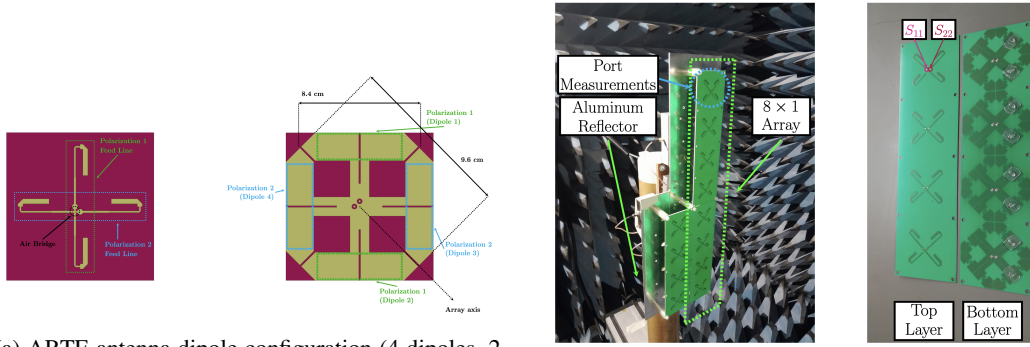 Polarization 1
Feed Line
Air Bridge
Polarization 2
Feed Line
8.4 cm
Polarization 1
(Dipole 1)
9.6 cm
Polarization 2
(Dipole 4)
Polarization 2
(Dipole 3)
Polarization 1
(Dipole 2)
Array axis
Port
Measurements
Aluminum
Reflector
8 × 1
Array
S11 S22
Top
Layer
Bottom
Layer
(a) ARTE antenna dipole configuration (4 dipoles, 2